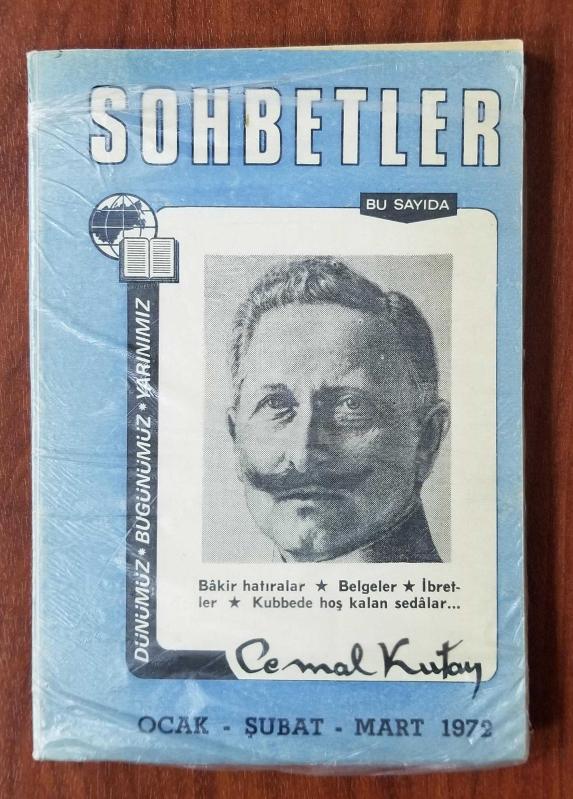 SOHBETLER
BU SAYIDA
DÜNÜMÜZ * BUGÜNÜMÜZ * YARINIMIZ
Bâkir hatıralar ★ Belgeler ★ İbret-
ler ★ Kubbede hoş kalan sedâlar...
Cemal Kutay
OCAK - ŞUBAT - MART 1972